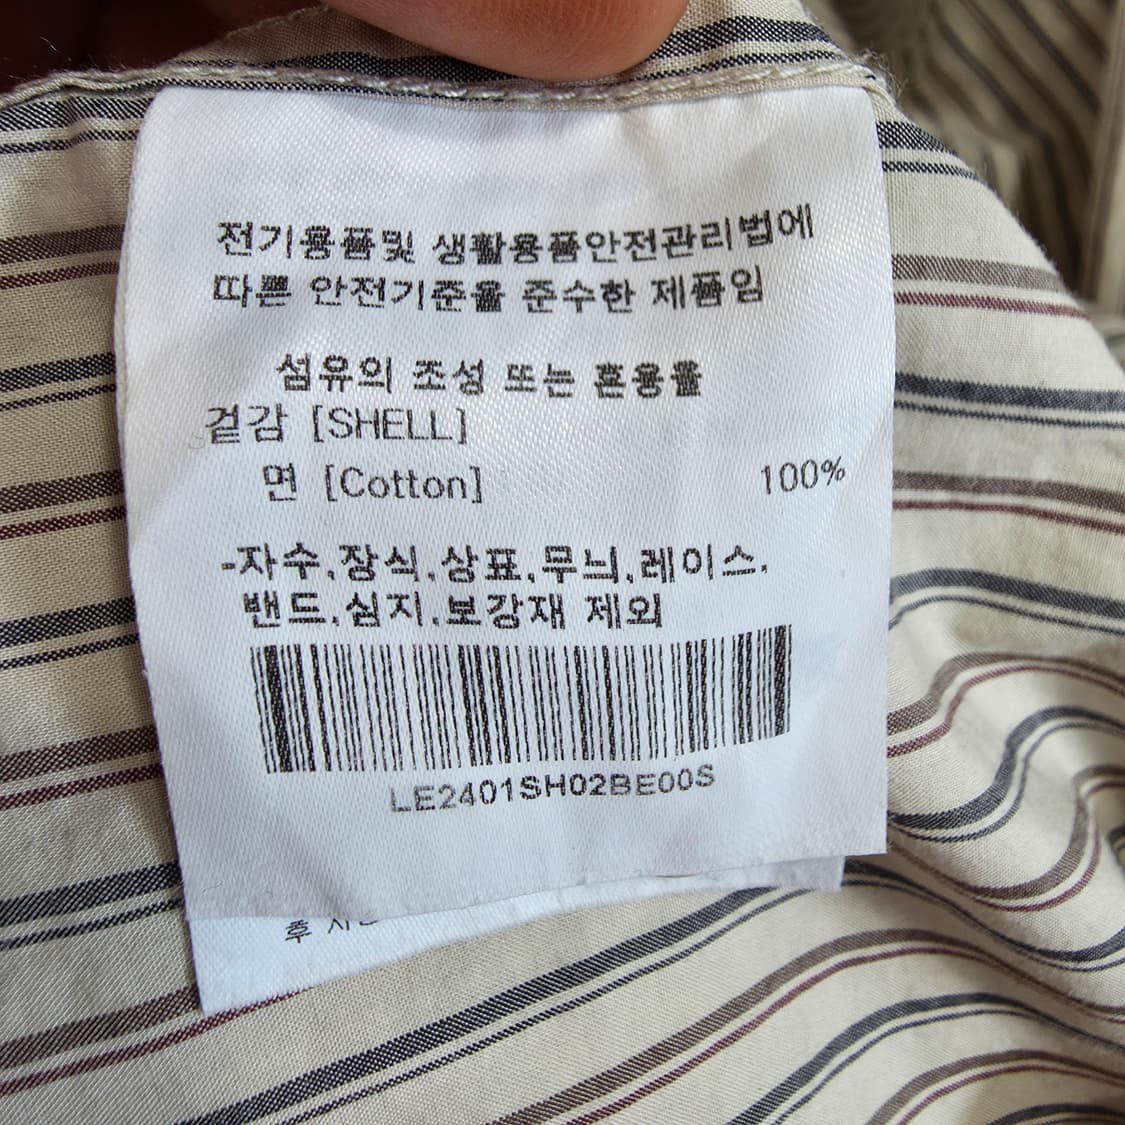 전기용품및 생활용품안전관리법에
따른 안전기준을 준수한 제품임
섬유의 조성 또는 혼용율
겉감 [SHELL]
면 [Cotton] 100%
-자수,장식,상표,무늬,레이스,
밴드,심지,보강재 제외
LE2401SH02BE00S
후